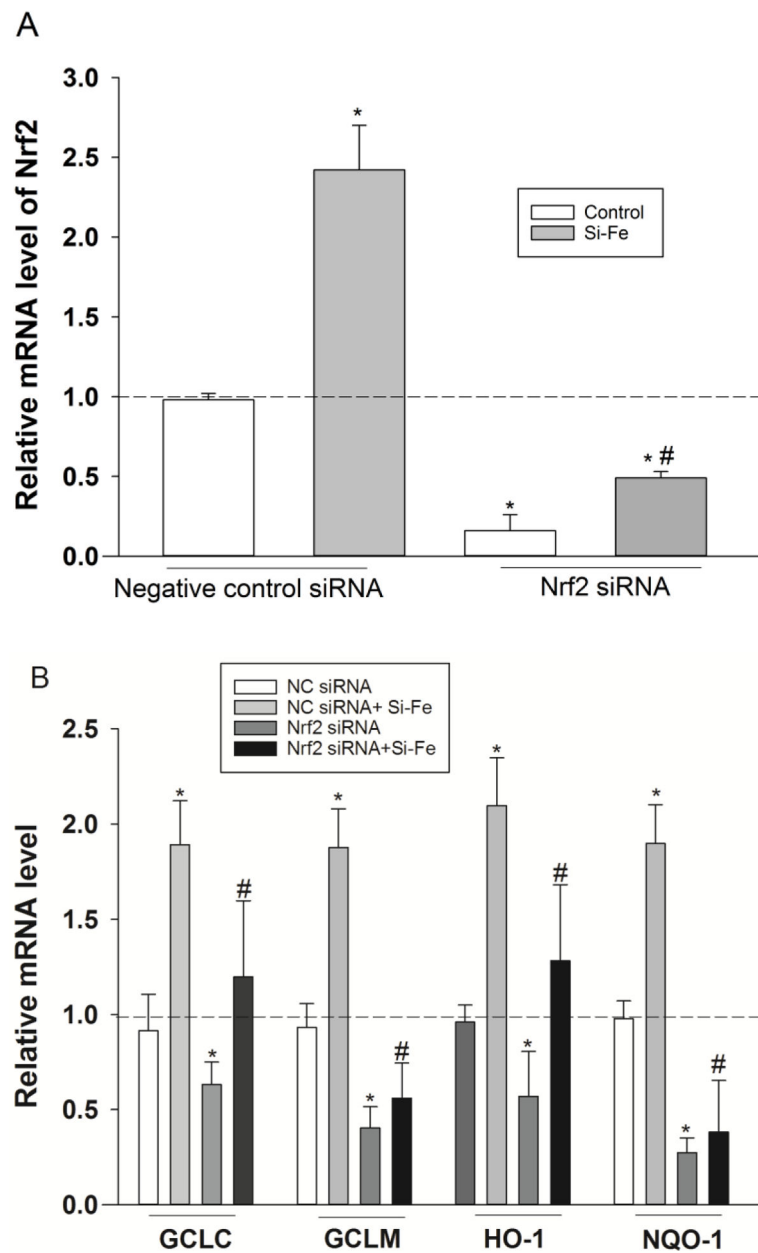 A
Relative mRNA level of Nrf2
3.0
2.5
2.0
1.5
1.0
0.5
0.0
*
*
* #
Control
Si-Fe
Negative control siRNA
Nrf2 siRNA
B
NC siRNA
NC siRNA+ Si-Fe
Nrf2 siRNA
Nrf2 siRNA+Si-Fe
Relative mRNA level
2.5
2.0
1.5
1.0
0.5
0.0
*
*
#
*
*
#
*
*
#
*
*
#
GCLC
GCLM
HO-1
NQO-1